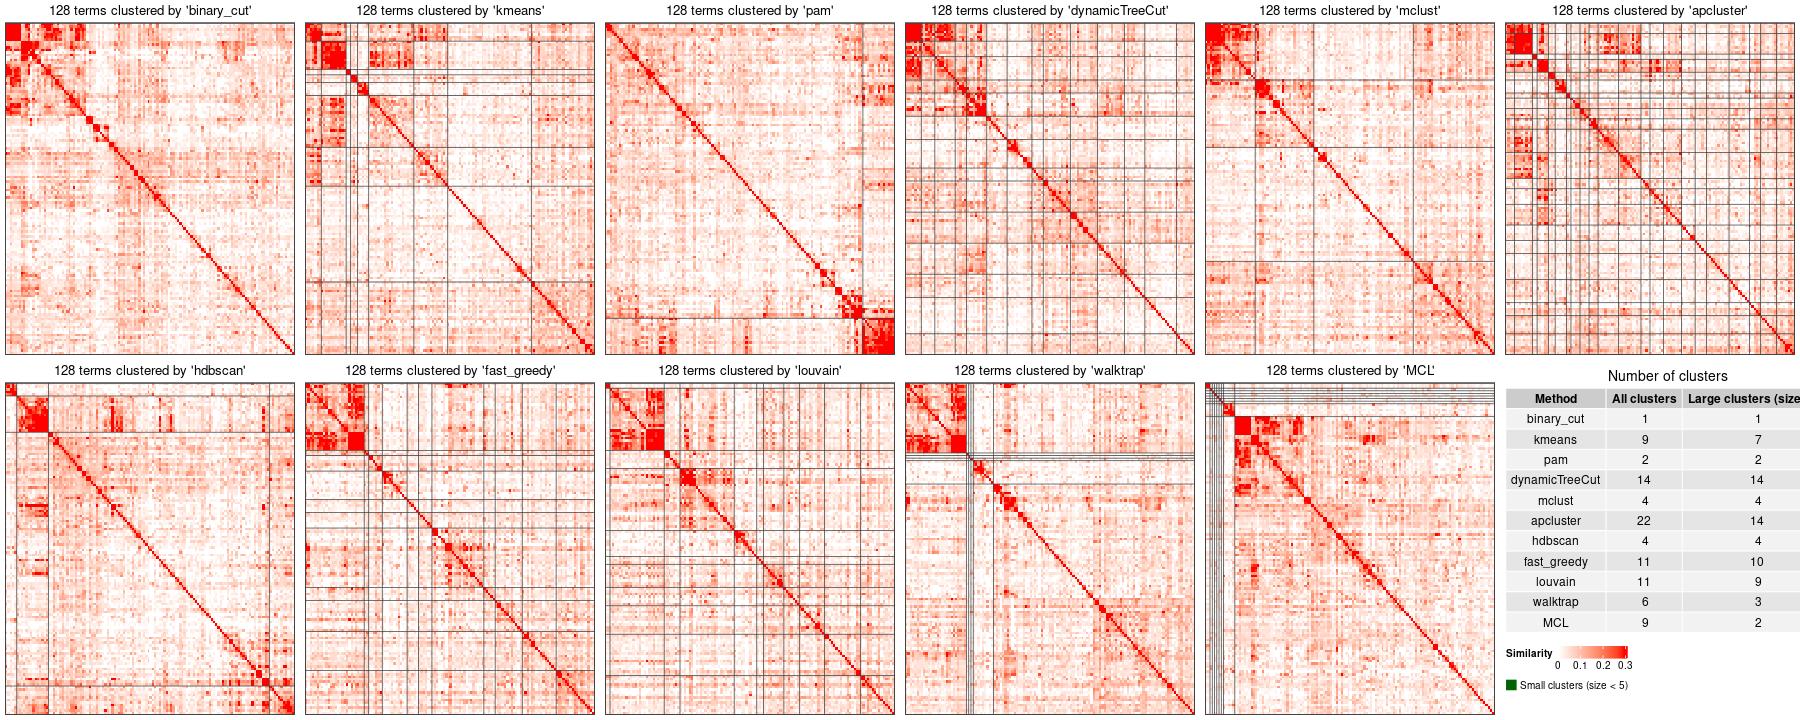 128 terms clustered by 'binary_cut'
128 terms clustered by 'kmeans'
128 terms clustered by 'pam'
128 terms clustered by 'dynamicTreeCut'
128 terms clustered by 'mclust'
128 terms clustered by 'apcluster'
128 terms clustered by 'hdbscan'
128 terms clustered by 'fast_greedy'
128 terms clustered by 'louvain'
128 terms clustered by 'walktrap'
128 terms clustered by 'MCL'
Number of clusters
Method All clusters Large clusters (size
binary_cut 1 1
kmeans 9 7
pam 2 2
dynamicTreeCut 14 14
mclust 4 4
apcluster 22 14
hdbscan 4 4
fast_greedy 11 10
louvain 11 9
walktrap 6 3
MCL 9 2
Similarity
0 0.1 0.2 0.3
Small clusters (size < 5)